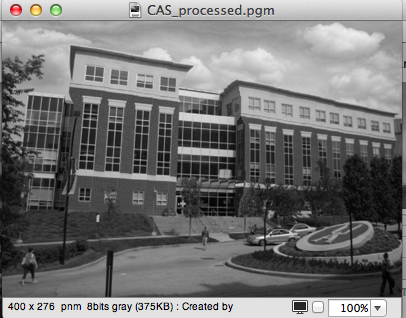 CAS_processed.pgm
400 x 276 pnm 8bits gray (375KB) : Created by
100%